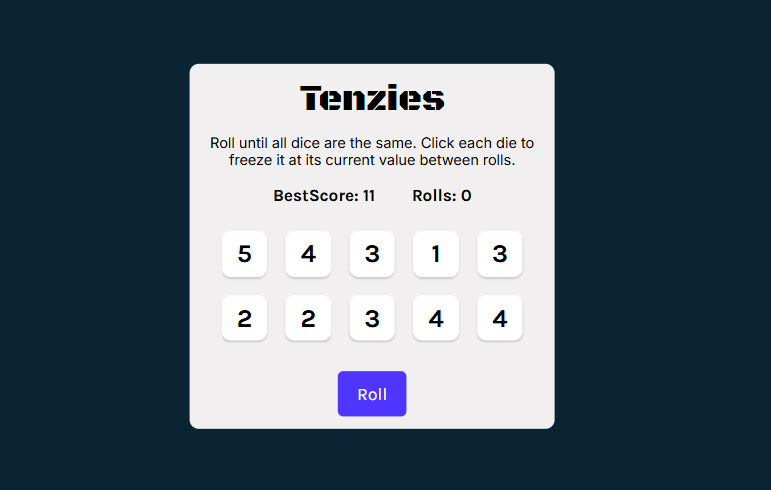 Tenzies
Roll until all dice are the same. Click each die to
freeze it at its current value between rolls.
BestScore: 11 Rolls: 0
5 4 3 1 3
2 2 3 4 4
Roll